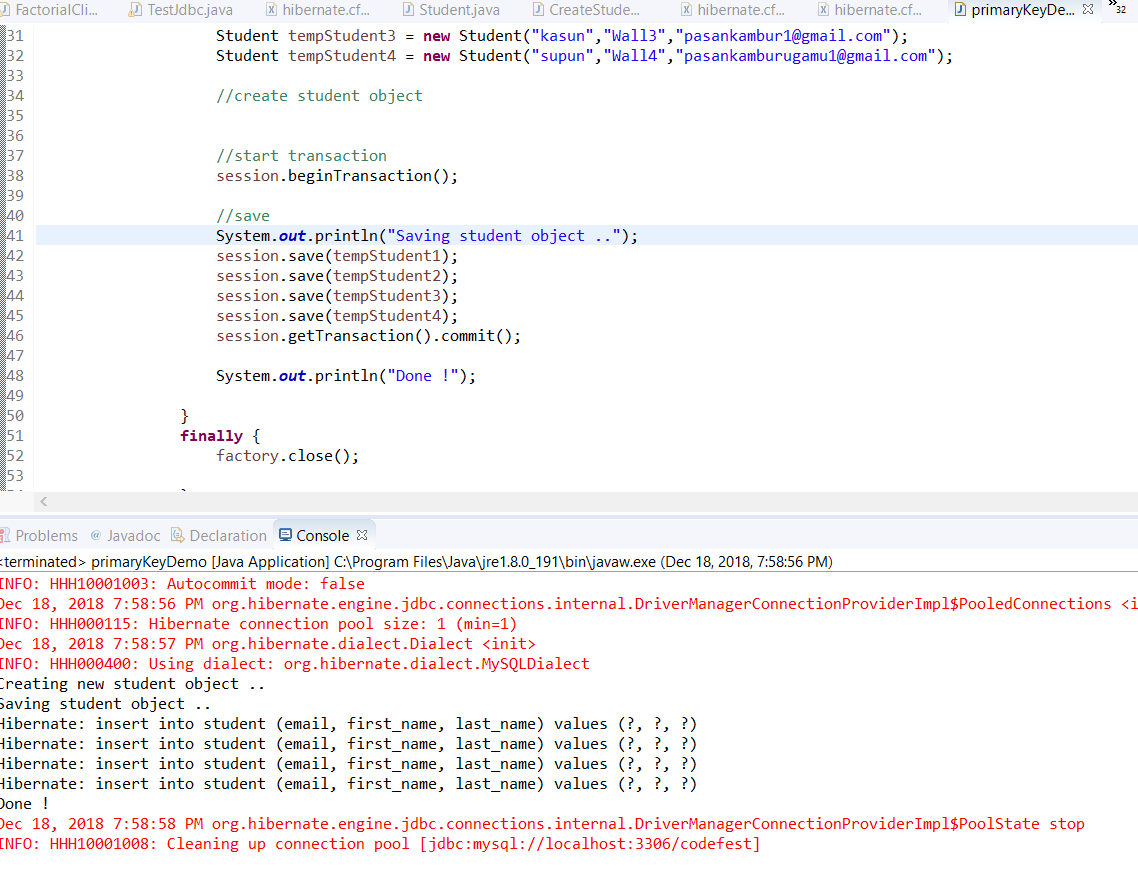 FactorialCli... TestJdbc.java hibernate.cf... Student.java CreateStude... hibernate.cf... hibernate.cf... primaryKeyDe... »32
31 Student tempStudent3 = new Student("kasun","Wall3","pasankambur1@gmail.com");
32 Student tempStudent4 = new Student("supun","Wall4","pasankamburugamu1@gmail.com");
33
34 //create student object
35
36
37 //start transaction
38 session.beginTransaction();
39
40 //save
41 System.out.println("Saving student object ..");
42 session.save(tempStudent1);
43 session.save(tempStudent2);
44 session.save(tempStudent3);
45 session.save(tempStudent4);
46 session.getTransaction().commit();
47
48 System.out.println("Done !");
49
50 }
51 finally {
52 factory.close();
53
Problems @ Javadoc Declaration Console
<terminated> primaryKeyDemo [Java Application] C:\Program Files\Java\jre1.8.0_191\bin\javaw.exe (Dec 18, 2018, 7:58:56 PM)
INFO: HHH10001003: Autocommit mode: false
Dec 18, 2018 7:58:56 PM org.hibernate.engine.jdbc.connections.internal.DriverManagerConnectionProviderImpl$PooledConnections <i
INFO: HHH000115: Hibernate connection pool size: 1 (min=1)
Dec 18, 2018 7:58:57 PM org.hibernate.dialect.Dialect <init>
INFO: HHH000400: Using dialect: org.hibernate.dialect.MySQLDialect
Creating new student object ..
Saving student object ..
Hibernate: insert into student (email, first_name, last_name) values (?, ?, ?)
Hibernate: insert into student (email, first_name, last_name) values (?, ?, ?)
Hibernate: insert into student (email, first_name, last_name) values (?, ?, ?)
Hibernate: insert into student (email, first_name, last_name) values (?, ?, ?)
Done !
Dec 18, 2018 7:58:58 PM org.hibernate.engine.jdbc.connections.internal.DriverManagerConnectionProviderImpl$PoolState stop
INFO: HHH10001008: Cleaning up connection pool [jdbc:mysql://localhost:3306/codefest]